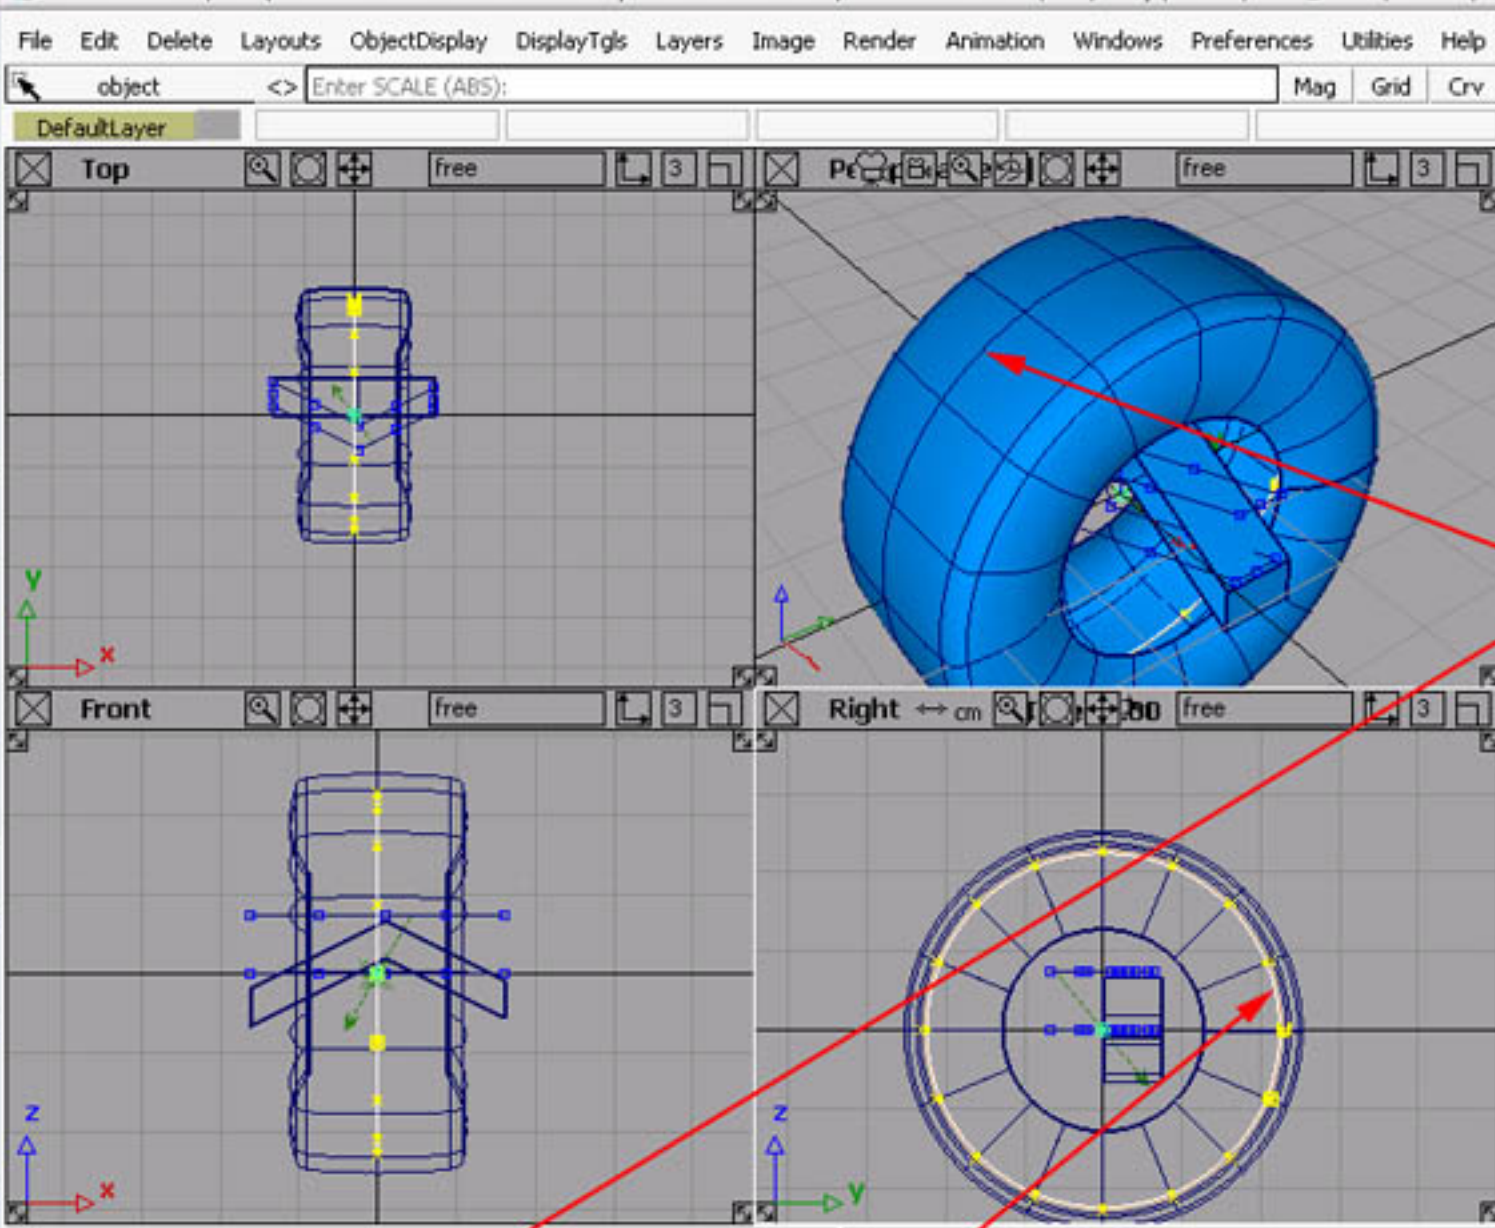 File Edit Delete Layouts ObjectDisplay DisplayTgls Layers Image Render Animation Windows Preferences Utilities Help
object <> Enter SCALE (ABS): Mag Grid Crv
DefaultLayer
Top free 3
free 3
y
x
Front free 3
Right cm free 3
z
x
z
y